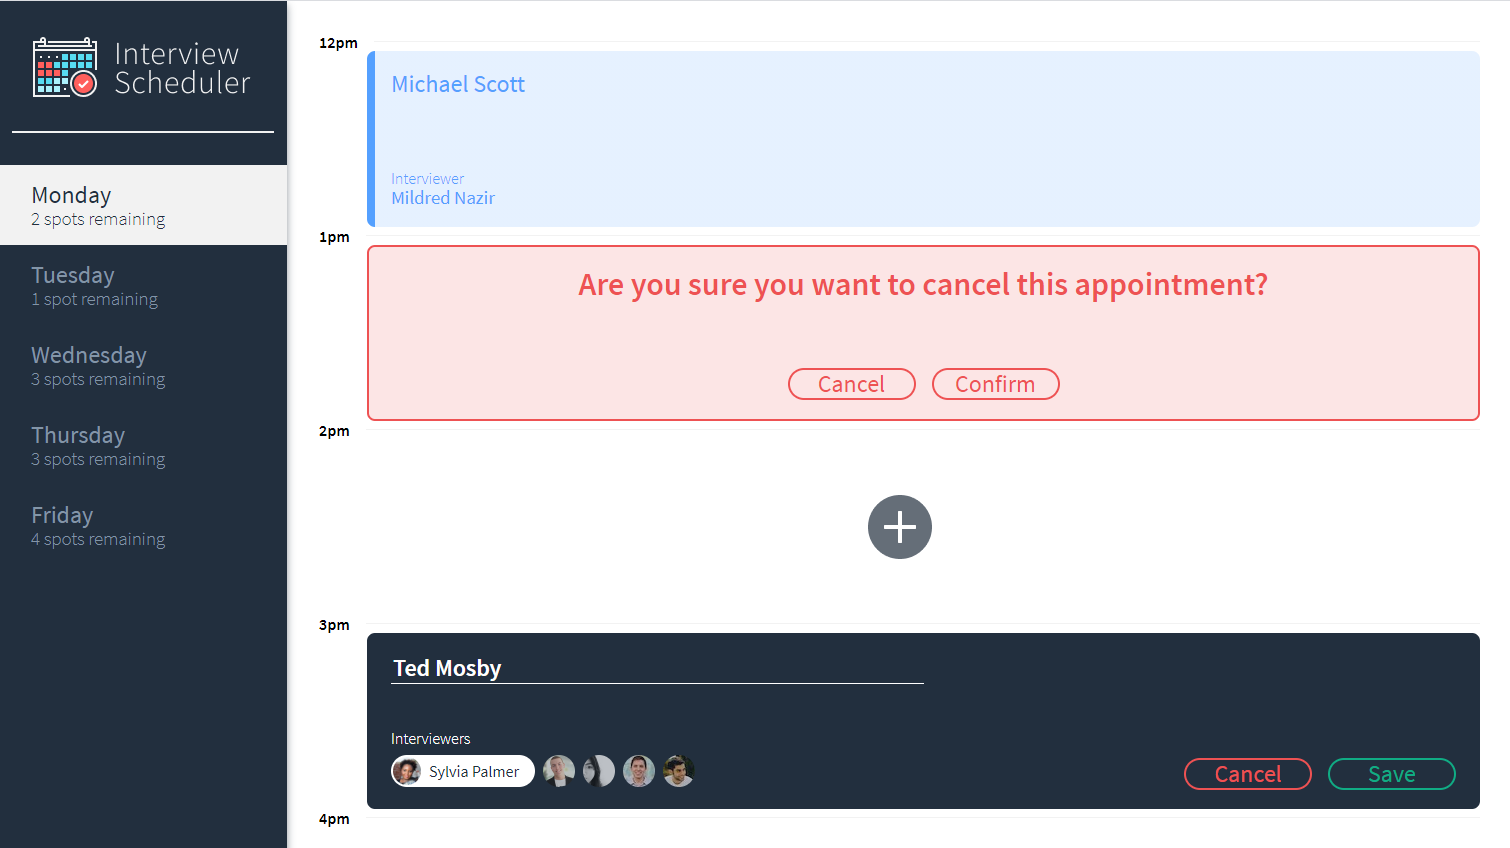 Interview
Scheduler
Monday
2 spots remaining
Tuesday
1 spot remaining
Wednesday
3 spots remaining
Thursday
3 spots remaining
Friday
4 spots remaining
12pm
Michael Scott
Interviewer
Mildred Nazir
1pm
Are you sure you want to cancel this appointment?
Cancel Confirm
2pm
3pm
Ted Mosby
Interviewers
Sylvia Palmer
Cancel Save
4pm